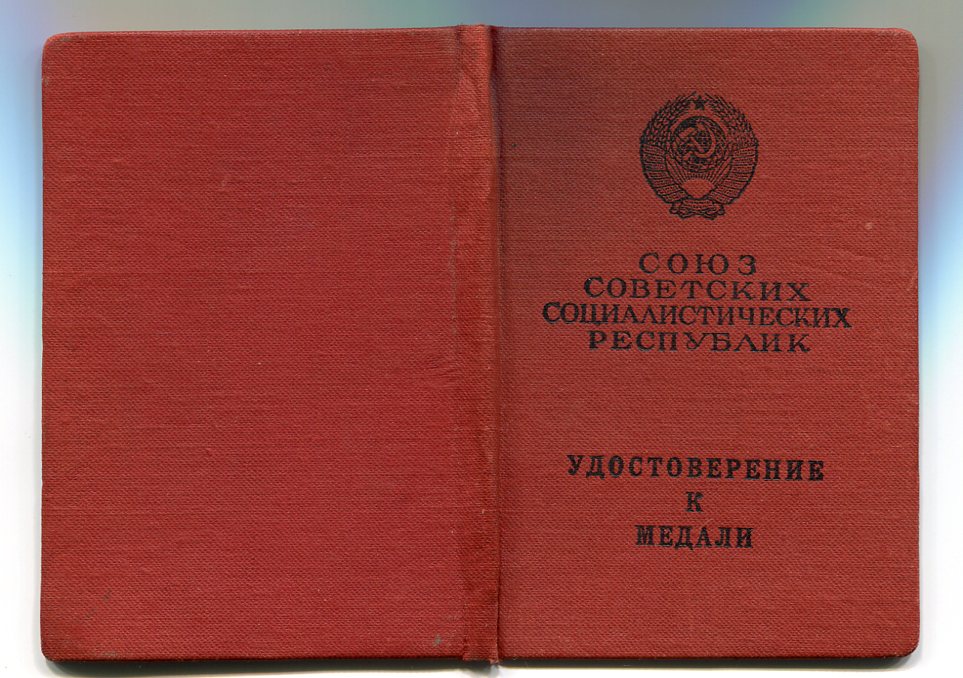 СОЮЗ
СОВЕТСКИХ
СОЦИАЛИСТИЧЕСКИХ
РЕСПУБЛИК
УДОСТОВЕРЕНИЕ
К
МЕДАЛИ